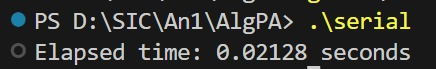 PS D:\SIC\An1\AlgPA> .\serial
Elapsed time: 0.02128 seconds